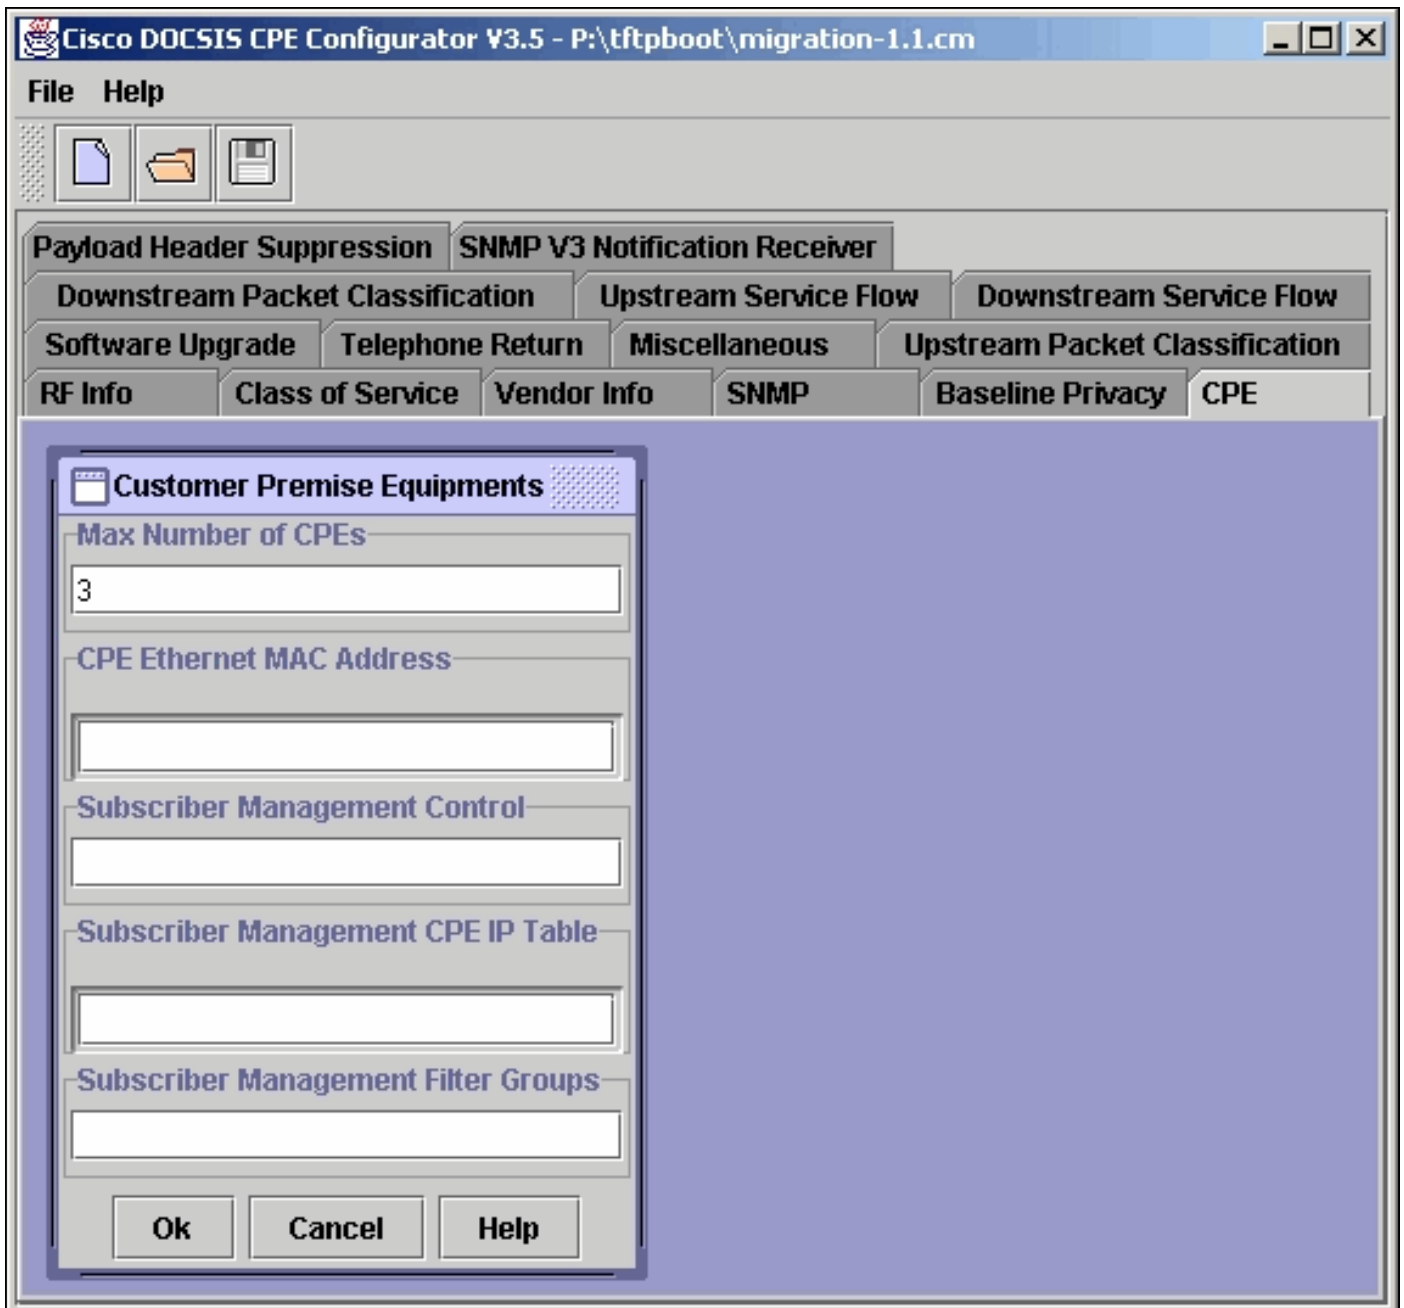 Cisco DOCSIS CPE Configurator V3.5 - P:\tftpboot\migration-1.1.cm
File Help
Payload Header Suppression SNMP V3 Notification Receiver
Downstream Packet Classification Upstream Service Flow Downstream Service Flow
Software Upgrade Telephone Return Miscellaneous Upstream Packet Classification
RF Info Class of Service Vendor Info SNMP Baseline Privacy CPE
Customer Premise Equipments
Max Number of CPEs
3
CPE Ethernet MAC Address
Subscriber Management Control
Subscriber Management CPE IP Table
Subscriber Management Filter Groups
Ok Cancel Help